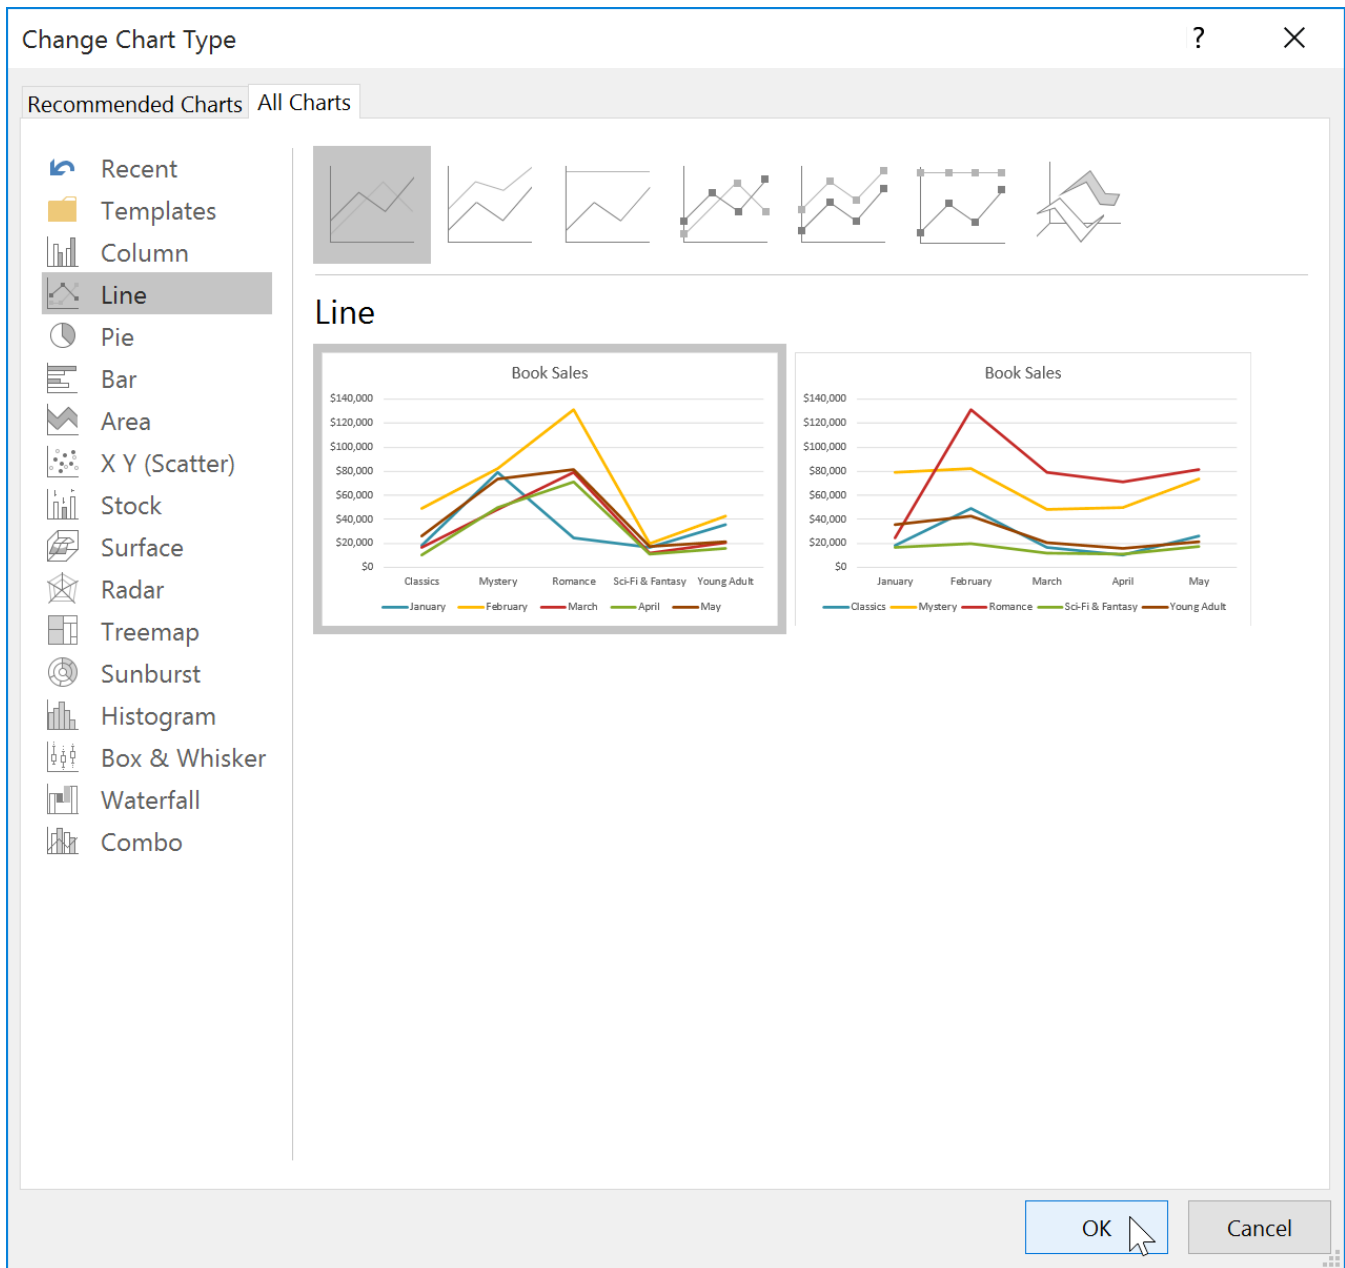 Change Chart Type ?
Recommended Charts All Charts
Recent
Templates
Column
Line
Pie
Bar
Area
X Y (Scatter)
Stock
Surface
Radar
Treemap
Sunburst
Histogram
Box & Whisker
Waterfall
Combo
Line
Book Sales
$140,000
$120,000
$100,000
$80,000
$60,000
$40,000
$20,000
$0
Classics Mystery Romance Sci-Fi & Fantasy Young Adult
January February March April May
Book Sales
$140,000
$120,000
$100,000
$80,000
$60,000
$40,000
$20,000
$0
January February March April May
Classics Mystery Romance Sci-Fi & Fantasy Young Adult
OK Cancel